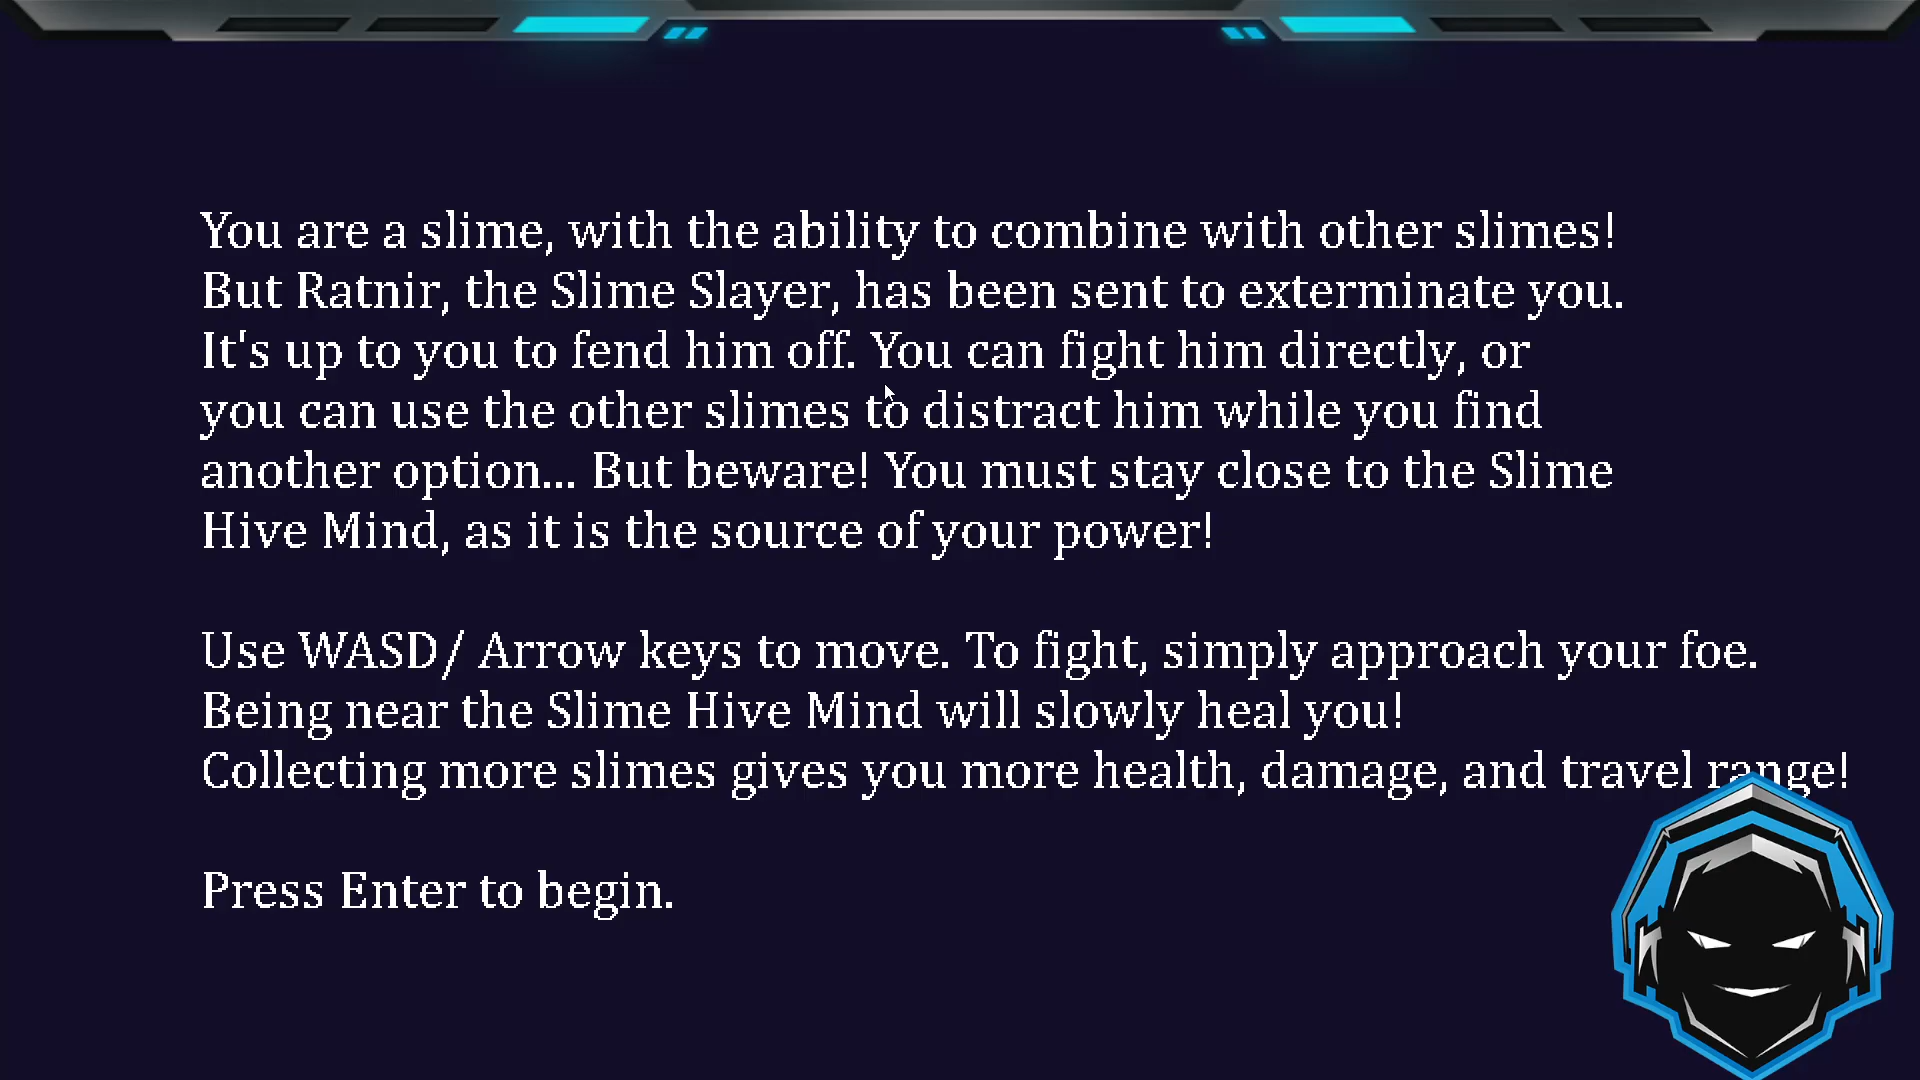 You are a slime, with the ability to combine with other slimes!
But Ratnir, the Slime Slayer, has been sent to exterminate you.
It's up to you to fend him off. You can fight him directly, or
you can use the other slimes to distract him while you find
another option... But beware! You must stay close to the Slime
Hive Mind, as it is the source of your power!
Use WASD/ Arrow keys to move. To fight, simply approach your foe.
Being near the Slime Hive Mind will slowly heal you!
Collecting more slimes gives you more health, damage, and travel range!
Press Enter to begin.